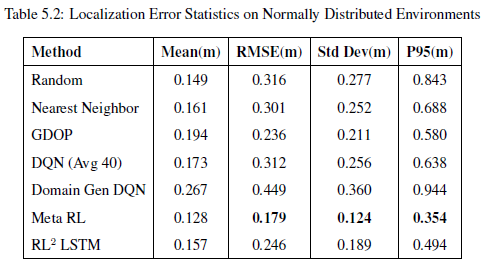 Table 5.2: Localization Error Statistics on Normally Distributed Environments
Method Mean(m) RMSE(m) Std Dev(m) P95(m)
Random 0.149 0.316 0.277 0.843
Nearest Neighbor 0.161 0.301 0.252 0.688
GDOP 0.194 0.236 0.211 0.580
DQN (Avg 40) 0.173 0.312 0.256 0.638
Domain Gen DQN 0.267 0.449 0.360 0.944
Meta RL 0.128 0.179 0.124 0.354
RL² LSTM 0.157 0.246 0.189 0.494